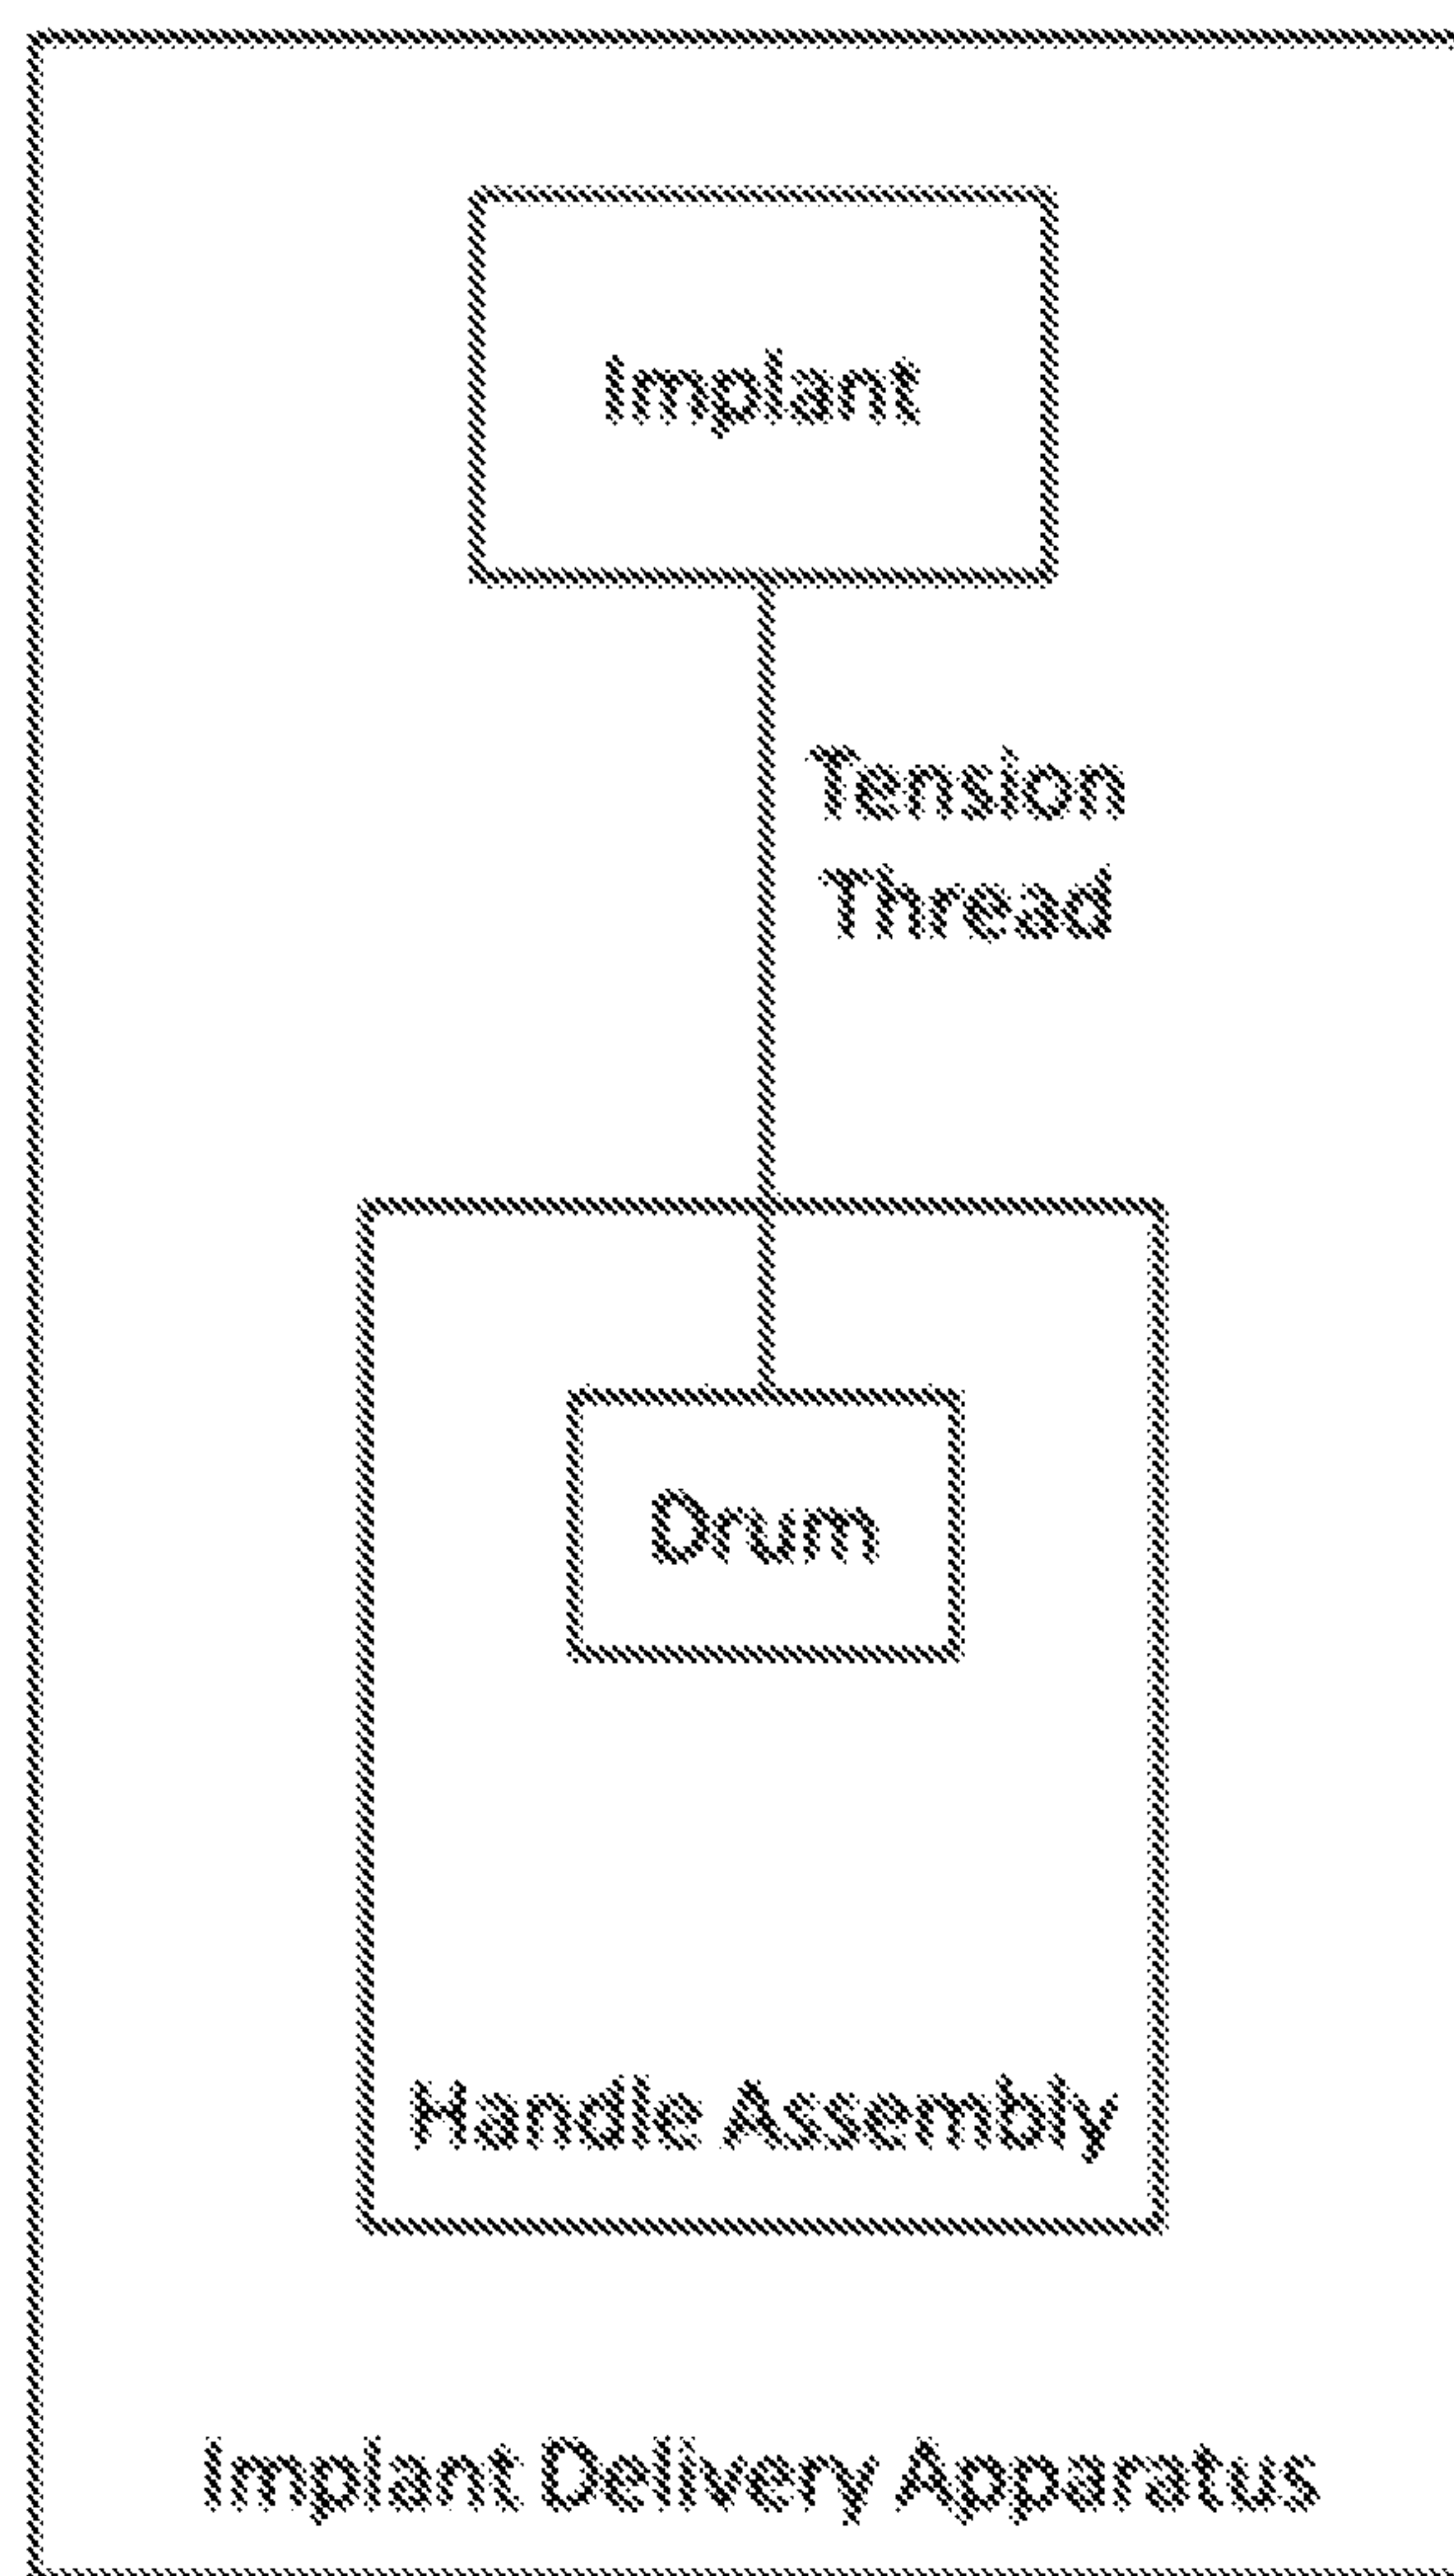 Implant
Tension
Thread
Drum
Handle Assembly
Implant Delivery Apparatus